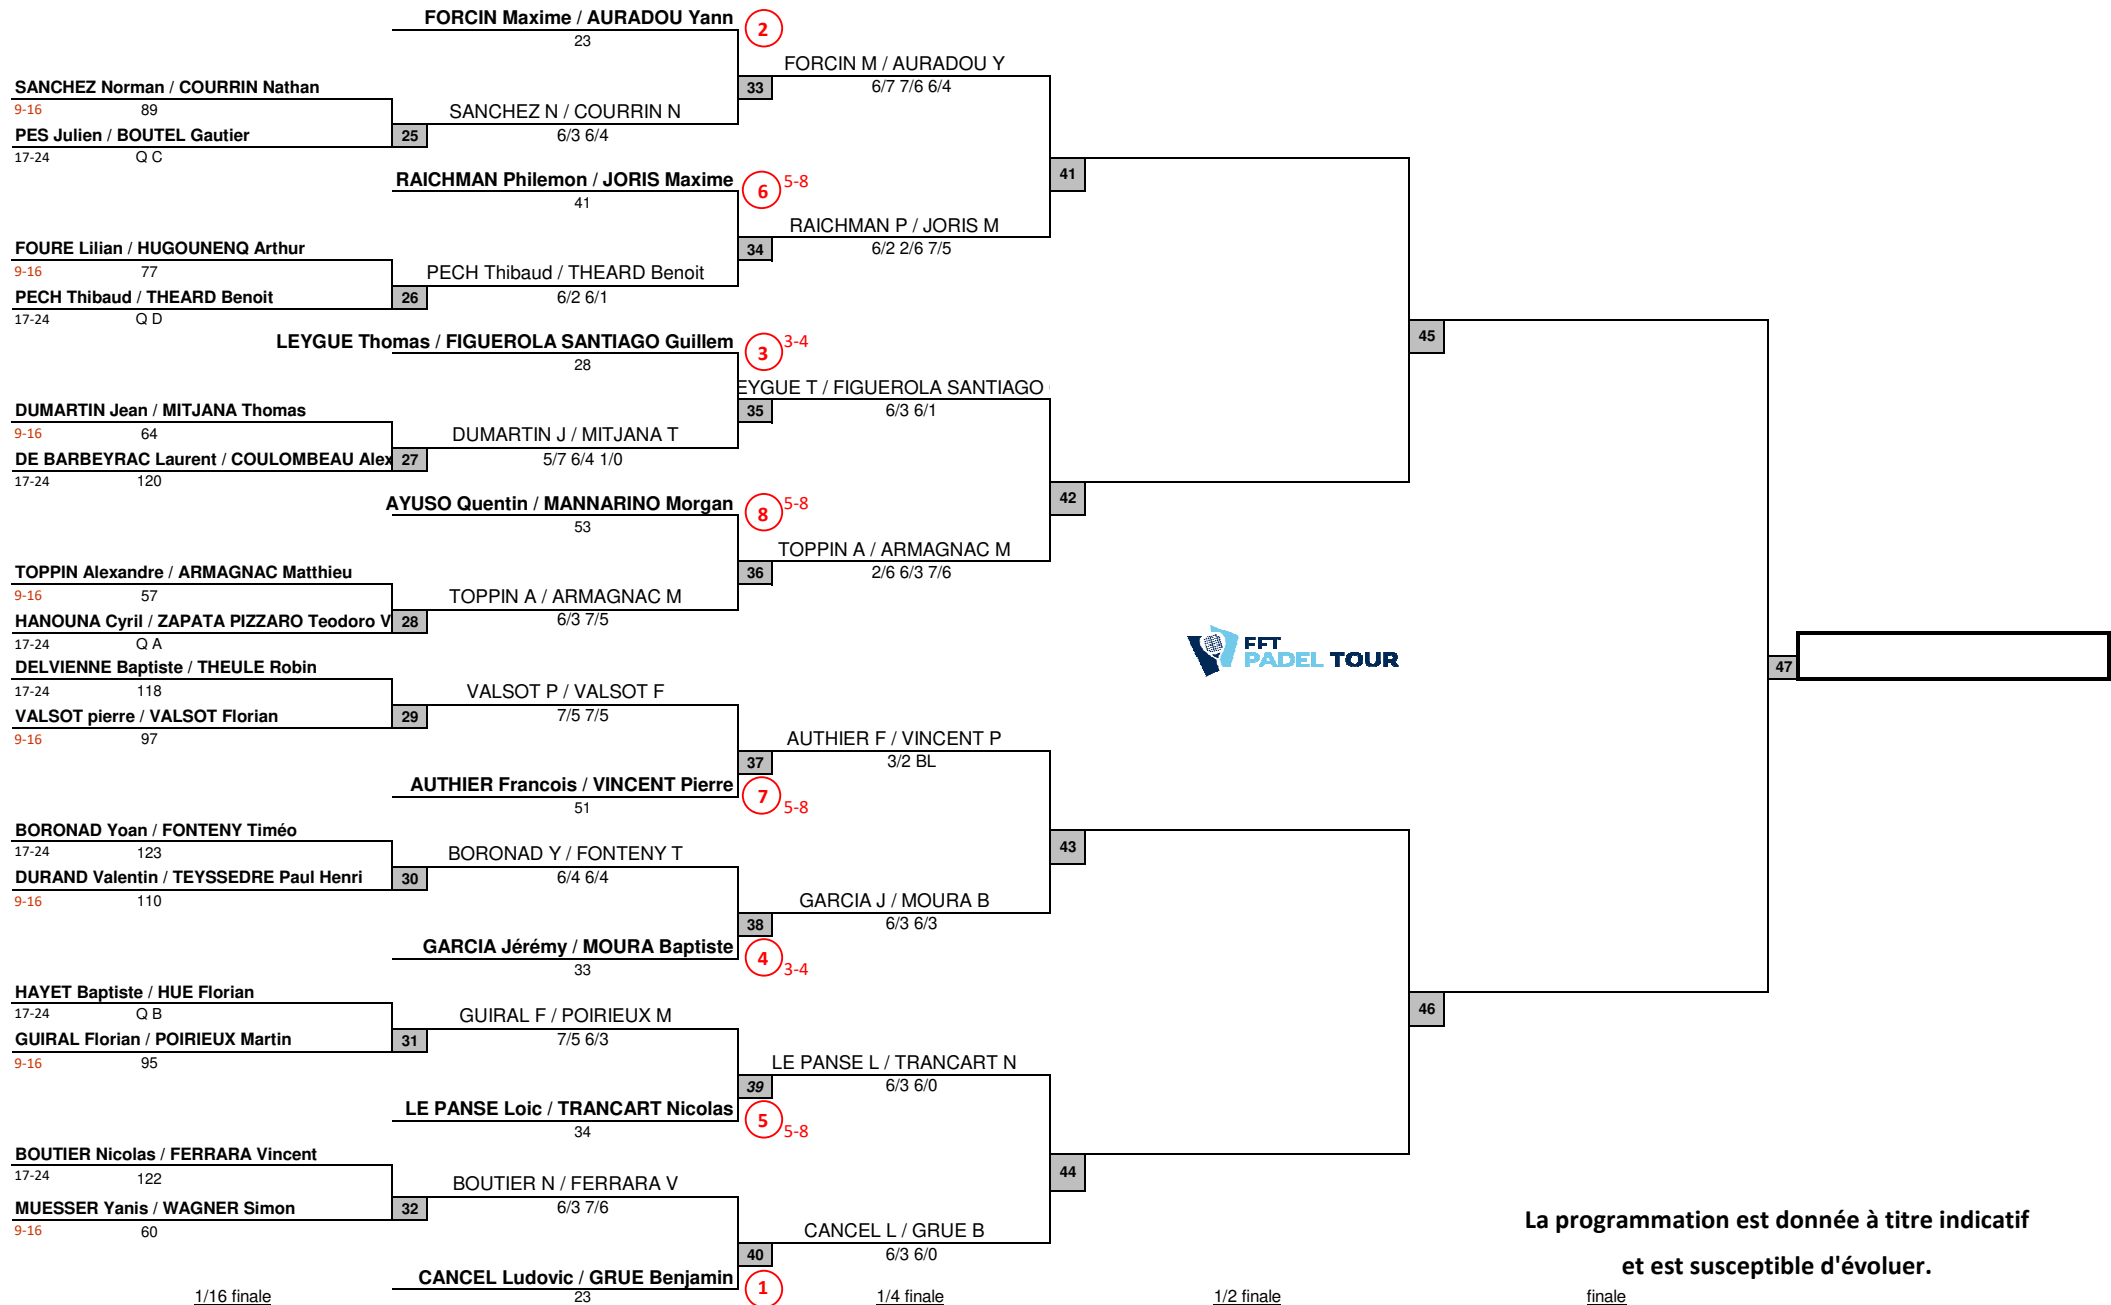 FORCIN Maxime / AURADOU Yann
2
23
FORCIN M / AURADOU Y
33
6/7 7/6 6/4
SANCHEZ Norman / COURRIN Nathan
9-16
89
SANCHEZ N / COURRIN N
PES Julien / BOUTEL Gautier
25
6/3 6/4
17-24
Q C
RAICHMAN Philemon / JORIS Maxime
6
5-8
41
41
RAICHMAN P / JORIS M
34
6/2 2/6 7/5
FOURE Lilian / HUGOUNENQ Arthur
9-16
77
PECH Thibaud / THEARD Benoit
PECH Thibaud / THEARD Benoit
26
6/2 6/1
17-24
Q D
LEYGUE Thomas / FIGUEROLA SANTIAGO Guillem
3
3-4
45
28
EYGUE T / FIGUEROLA SANTIAGO
35
6/3 6/1
DUMARTIN Jean / MITJANA Thomas
9-16
64
DUMARTIN J / MITJANA T
DE BARBEYRAC Laurent / COULOMBEAU Alex
27
5/7 6/4 1/0
17-24
120
42
AYUSO Quentin / MANNARINO Morgan
8
5-8
53
TOPPIN A / ARMAGNAC M
36
2/6 6/3 7/6
TOPPIN Alexandre / ARMAGNAC Matthieu
9-16
57
TOPPIN A / ARMAGNAC M
HANOUNA Cyril / ZAPATA PIZZARO Teodoro V
28
6/3 7/5
17-24
Q A
FFT
PADEL TOUR
47
DELVIENNE Baptiste / THEULE Robin
17-24
118
VALSOT P / VALSOT F
VALSOT pierre / VALSOT Florian
29
7/5 7/5
9-16
97
AUTHIER F / VINCENT P
37
3/2 BL
AUTHIER Francois / VINCENT Pierre
7
5-8
51
BORONAD Yoan / FONTENY Timéo
17-24
123
BORONAD Y / FONTENY T
43
DURAND Valentin / TEYSSEDRE Paul Henri
30
6/4 6/4
9-16
110
GARCIA J / MOURA B
38
6/3 6/3
GARCIA Jérémy / MOURA Baptiste
4
3-4
33
HAYET Baptiste / HUE Florian
17-24
Q B
GUIRAL F / POIRIEUX M
46
GUIRAL Florian / POIRIEUX Martin
31
7/5 6/3
9-16
95
LE PANSE L / TRANCART N
39
6/3 6/0
LE PANSE Loic / TRANCART Nicolas
5
5-8
34
BOUTIER Nicolas / FERRARA Vincent
17-24
122
BOUTIER N / FERRARA V
44
MUESSER Yanis / WAGNER Simon
32
6/3 7/6
9-16
60
CANCEL L / GRUE B
40
6/3 6/0
La programmation est donnée à titre indicatif
et est susceptible d'évoluer.
CANCEL Ludovic / GRUE Benjamin
1
23
1/16 finale
1/4 finale
1/2 finale
finale